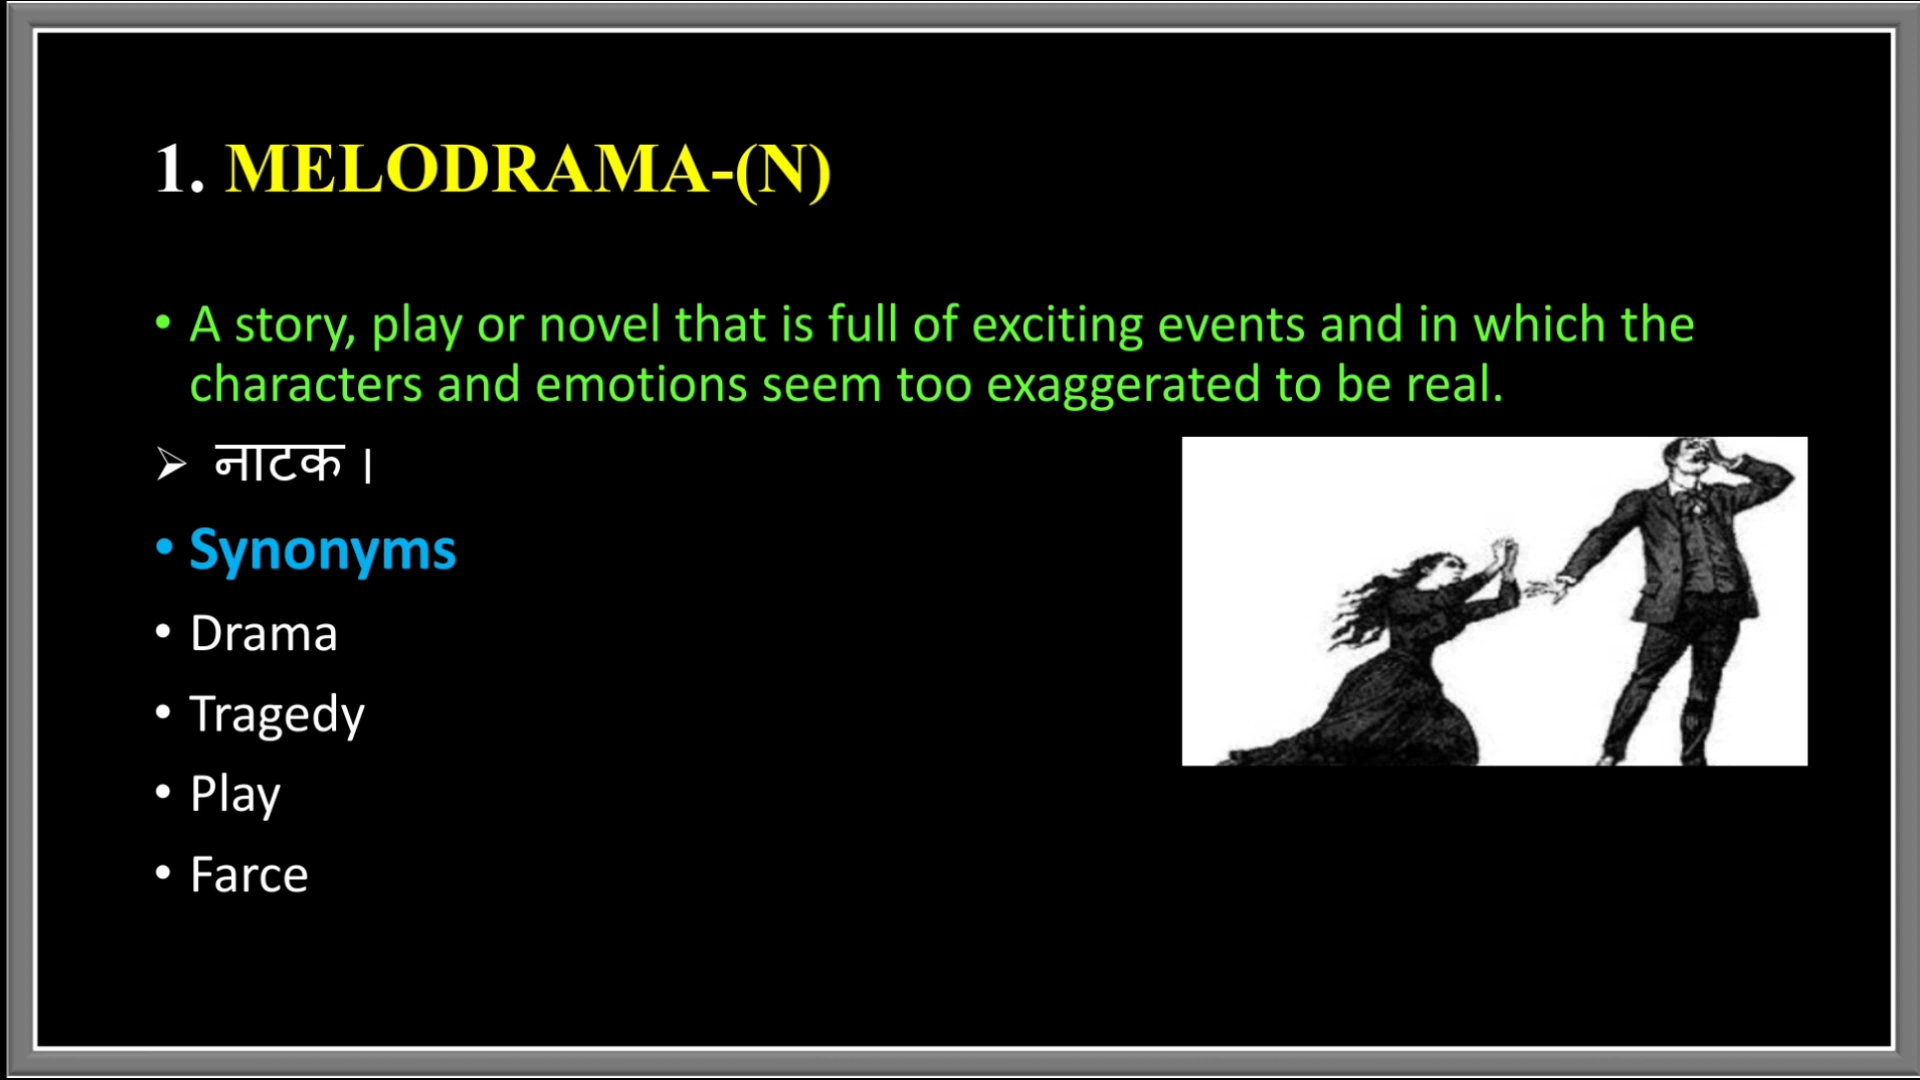 1. MELODRAMA-(N)
• A story, play or novel that is full of exciting events and in which the
characters and emotions seem too exaggerated to be real.
➢ नाटक ।
• Synonyms
• Drama
• Tragedy
• Play
• Farce